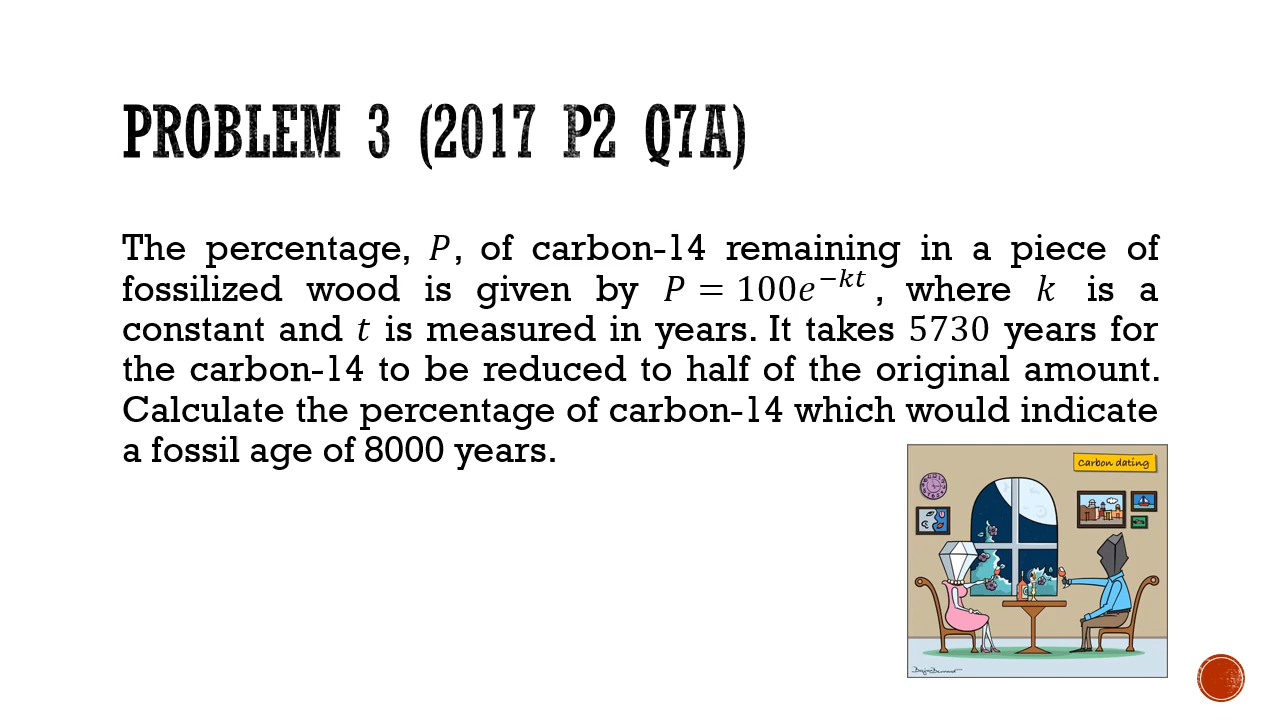 PROBLEM 3 (2017 P2 Q7A)
The percentage, P, of carbon-14 remaining in a piece of
fossilized wood is given by P = 100e^{−kt} , where k is a
constant and t is measured in years. It takes 5730 years for
the carbon-14 to be reduced to half of the original amount.
Calculate the percentage of carbon-14 which would indicate
a fossil age of 8000 years.
Carbon dating